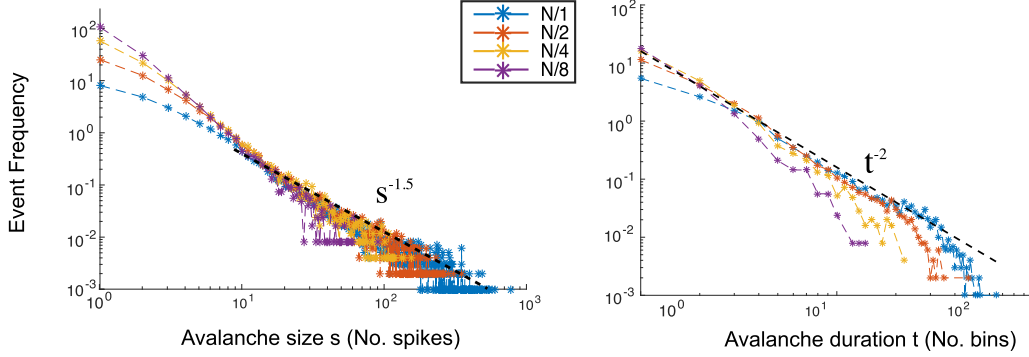 N/1
N/2
N/4
N/8
10^2
10^1
10^0
10^-1
10^-2
10^-3
Event Frequency
s^-1.5
10^0 10^1 10^2 10^3
Avalanche size s (No. spikes)
10^2
10^1
10^0
10^-1
10^-2
10^-3
t^-2
10^0 10^1 10^2
Avalanche duration t (No. bins)